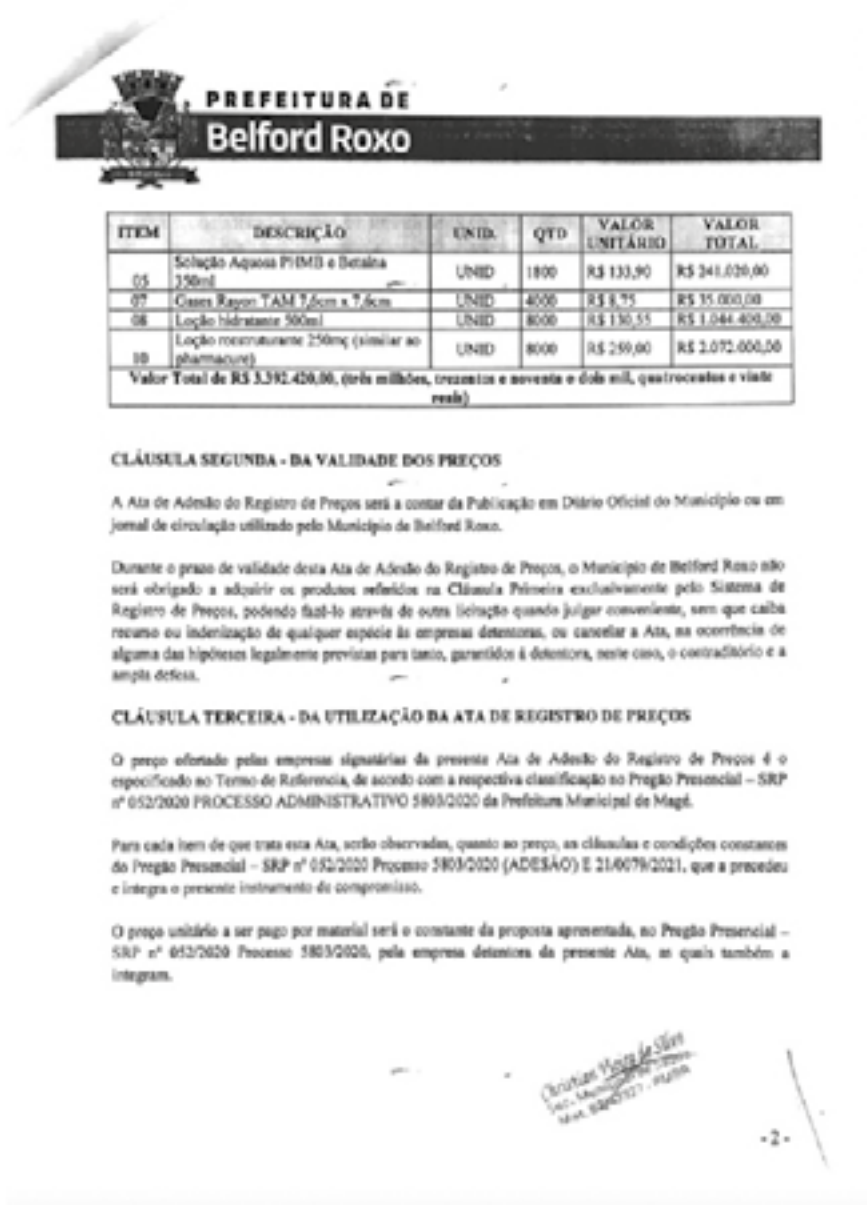 PREFEITURA DE
Belford Roxo
ITEM DESCRIÇÃO UNID. QTD VALOR UNITÁRIO VALOR TOTAL
05 Solução Aquosa PHMB e Betaína 350ml UNID 1800 R$ 133,90 R$ 241.020,00
07 Gases Rayon TAM 7,6cm x 7,6cm UNID 4000 R$ 8,75 R$ 35.000,00
08 Loção hidratante 500ml UNID 8000 R$ 130,55 R$ 1.044.400,00
10 Loção reestruturante 250mg (similar ao pharmacure) UNID 8000 R$ 259,00 R$ 2.072.000,00
Valor Total de R$ 3.392.420,00, (três milhões, trezentos e noventa e dois mil, quatrocentos e vinte
reais)
CLÁUSULA SEGUNDA - DA VALIDADE DOS PREÇOS
A Ata de Adesão do Registro de Preços será a contar da Publicação em Diário Oficial do Município ou em
jornal de circulação utilizado pelo Município de Belford Roxo.
Durante o prazo de validade desta Ata de Adesão do Registro de Preços, o Município de Belford Roxo não
será obrigado a adquirir os produtos referidos na Cláusula Primeira exclusivamente pelo Sistema de
Registro de Preços, podendo fazê-lo através de outra licitação quando julgar conveniente, sem que caiba
recurso ou indenização de qualquer espécie às empresas detentoras, ou cancelar a Ata, na ocorrência de
alguma das hipóteses legalmente previstas para tanto, garantidos à detentora, neste caso, o contraditório e a
ampla defesa.
CLÁUSULA TERCEIRA - DA UTILIZAÇÃO DA ATA DE REGISTRO DE PREÇOS
O preço ofertado pelas empresas signatárias da presente Ata de Adesão do Registro de Preços é o
especificado no Termo de Referencia, de acordo com a respectiva classificação no Pregão Presencial – SRP
nº 052/2020 PROCESSO ADMINISTRATIVO 5803/2020 da Prefeitura Municipal de Magé.
Para cada item de que trata esta Ata, serão observadas, quanto ao preço, as cláusulas e condições constantes
do Pregão Presencial – SRP nº 052/2020 Processo 5803/2020 (ADESÃO) E 21/0079/2021, que a precedeu
e integra o presente instrumento de compromisso.
O preço unitário a ser pago por material será o constante da proposta apresentada, no Pregão Presencial –
SRP nº 052/2020 Processo 5803/2020, pela empresa detentora da presente Ata, as quais também a
integram.
Christian Vieira da Silva
- 2 -